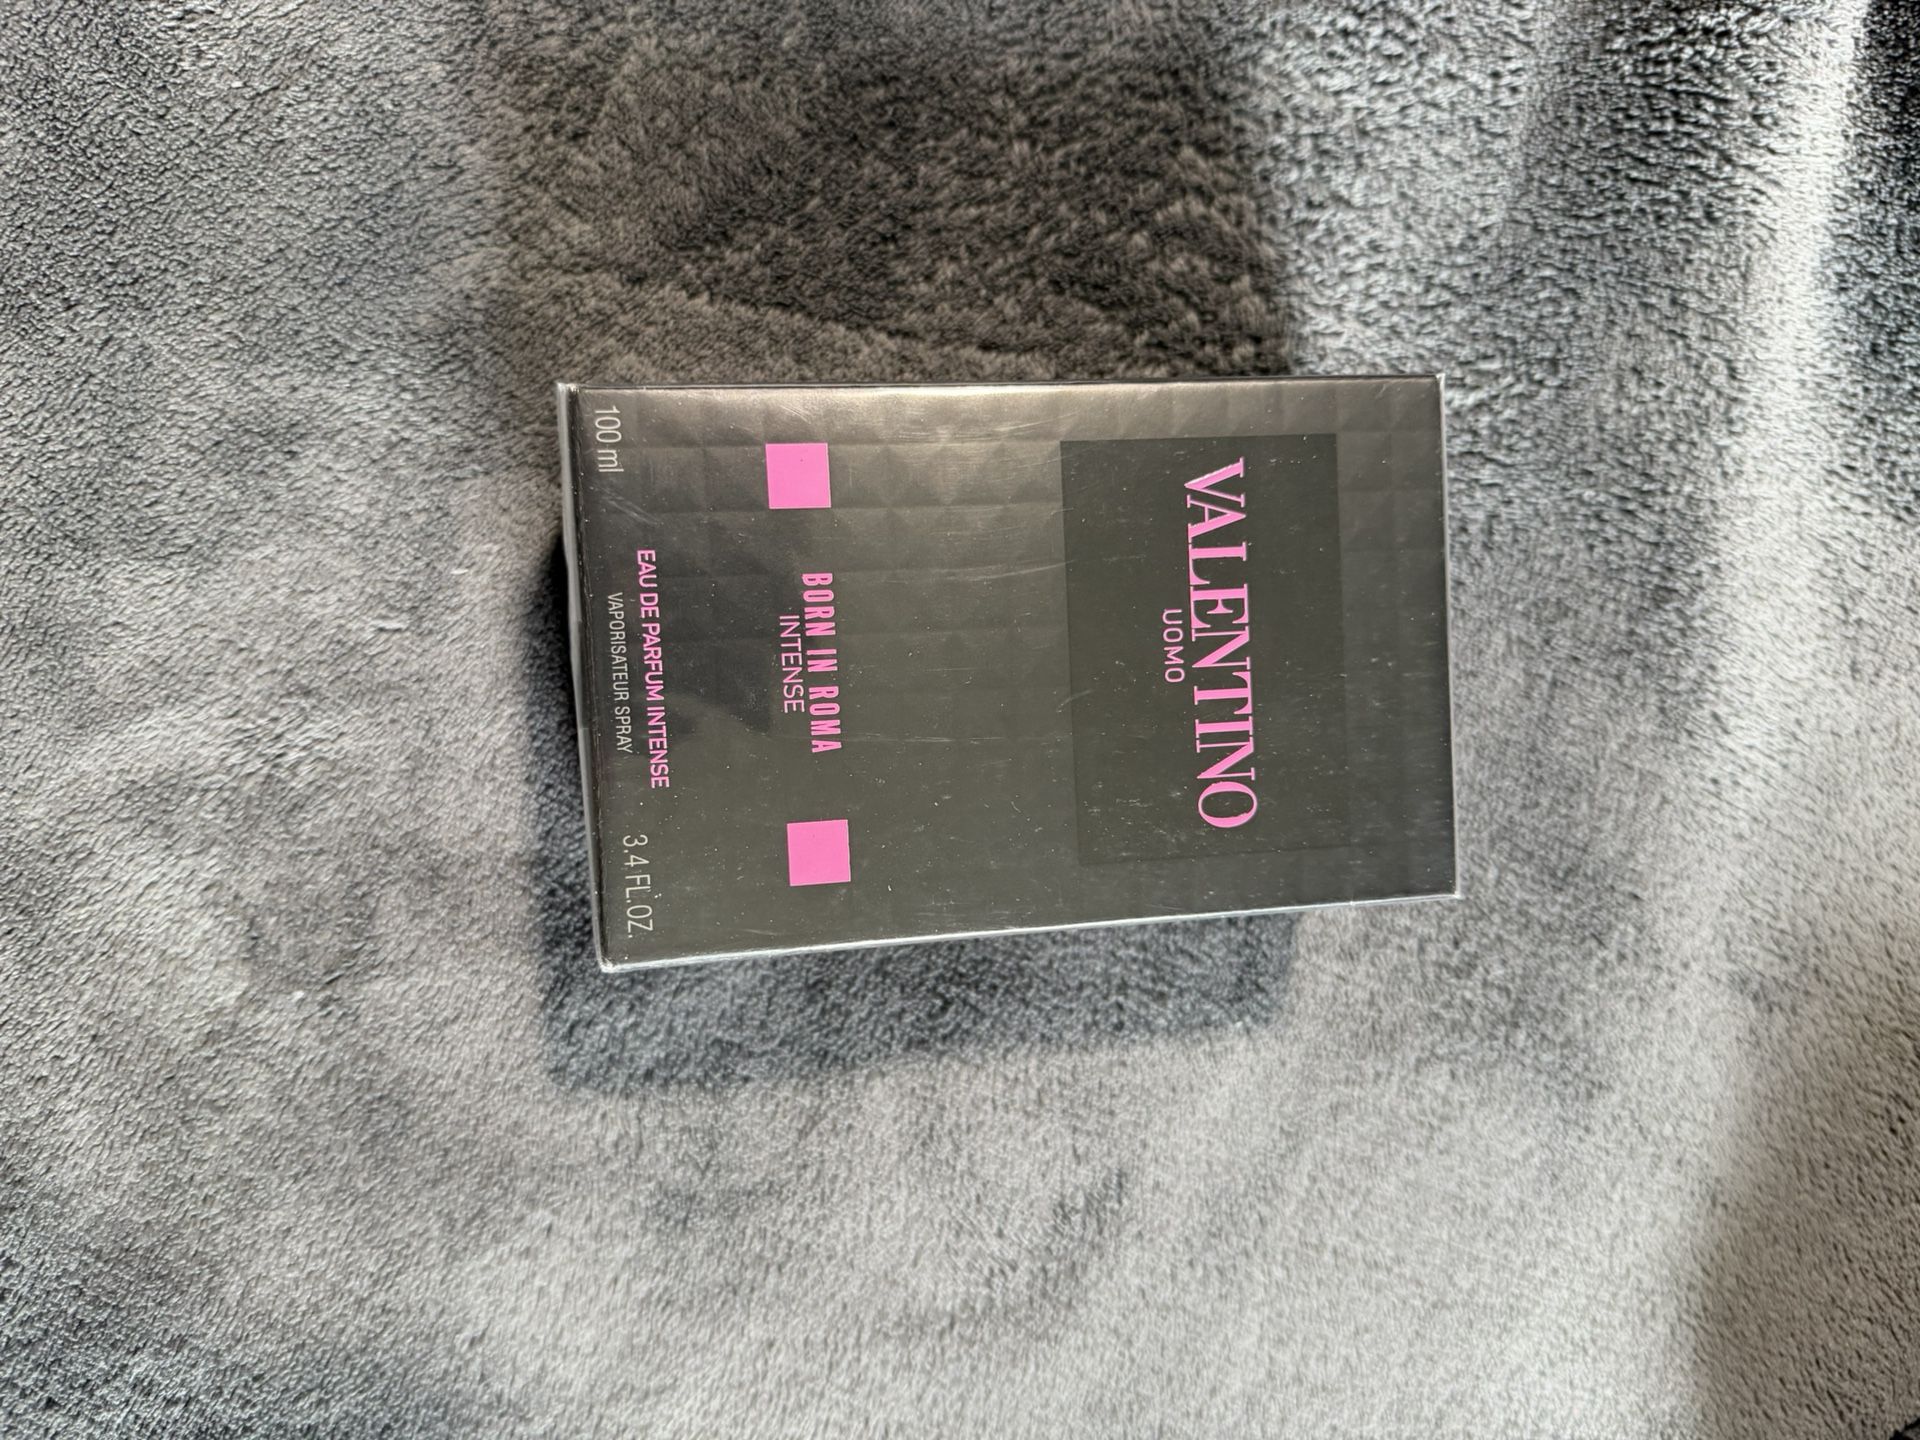 VALENTINO
UOMO
BORN IN ROMA
INTENSE
EAU DE PARFUM INTENSE
VAPORISATEUR SPRAY
100 ml
3.4 FL.OZ.